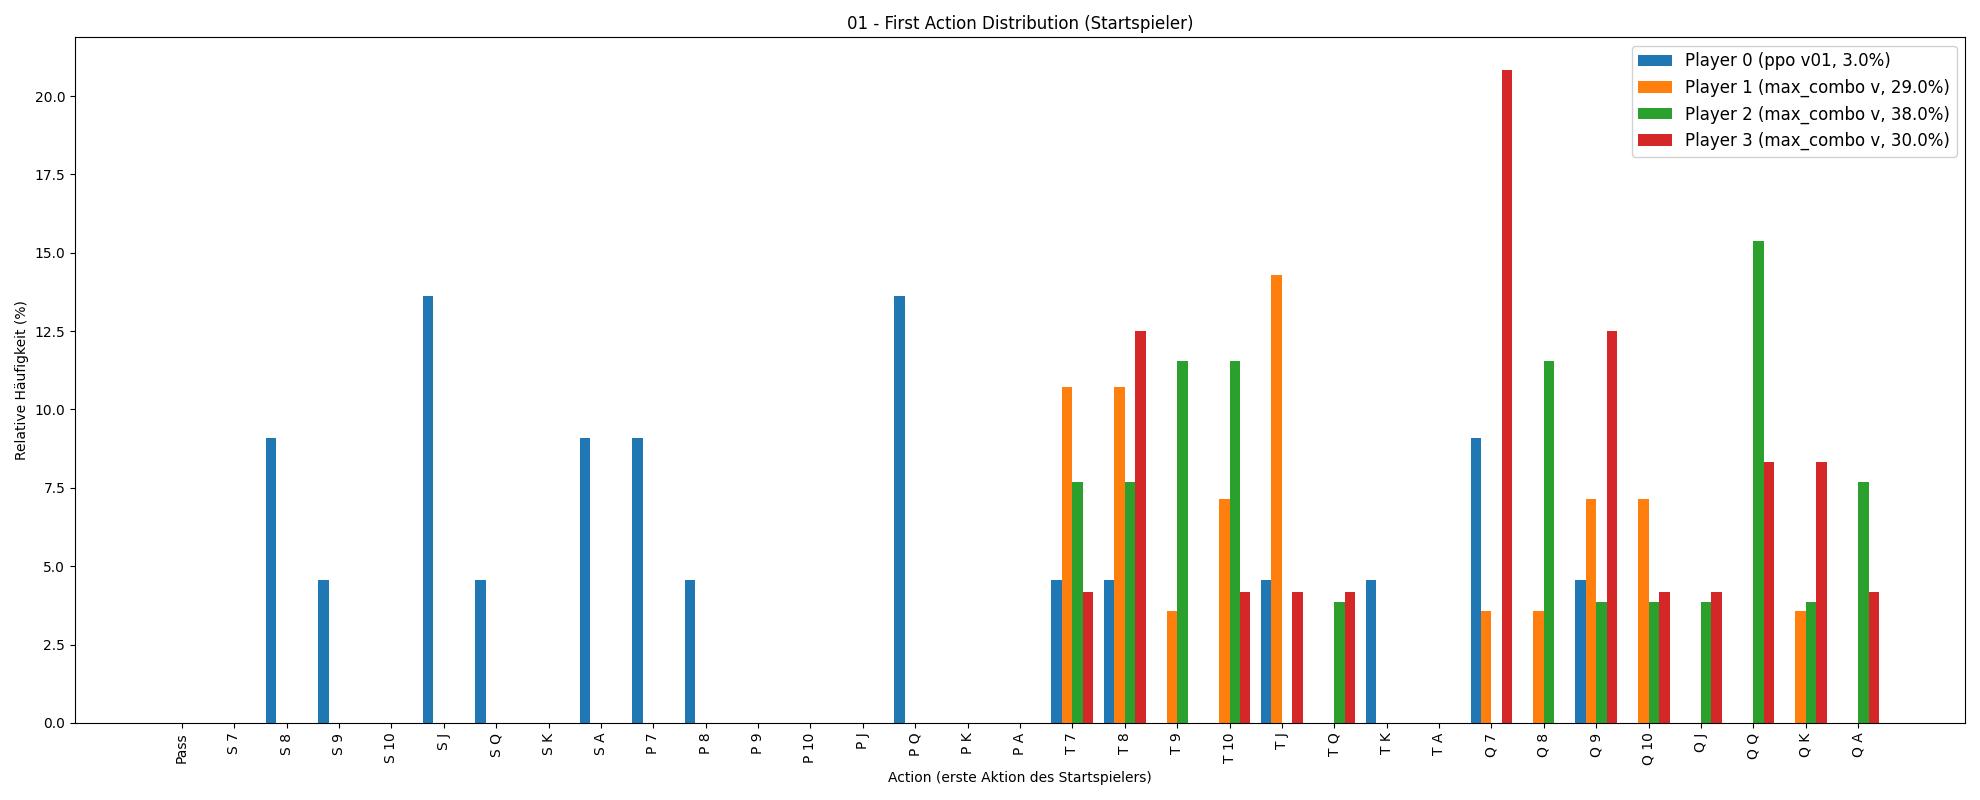 01 - First Action Distribution (Startspieler)
Player 0 (ppo v01, 3.0%)
Player 1 (max_combo v, 29.0%)
Player 2 (max_combo v, 38.0%)
Player 3 (max_combo v, 30.0%)
Relative Häufigkeit (%)
20.0
17.5
15.0
12.5
10.0
7.5
5.0
2.5
0.0
Pass
S 7
S 8
S 9
S 10
S J
S Q
S K
S A
P 7
P 8
P 9
P 10
P J
P Q
P K
P A
T 7
T 8
T 9
T 10
T J
T Q
T K
T A
Q 7
Q 8
Q 9
Q 10
Q J
Q Q
Q K
Q A
Action (erste Aktion des Startspielers)